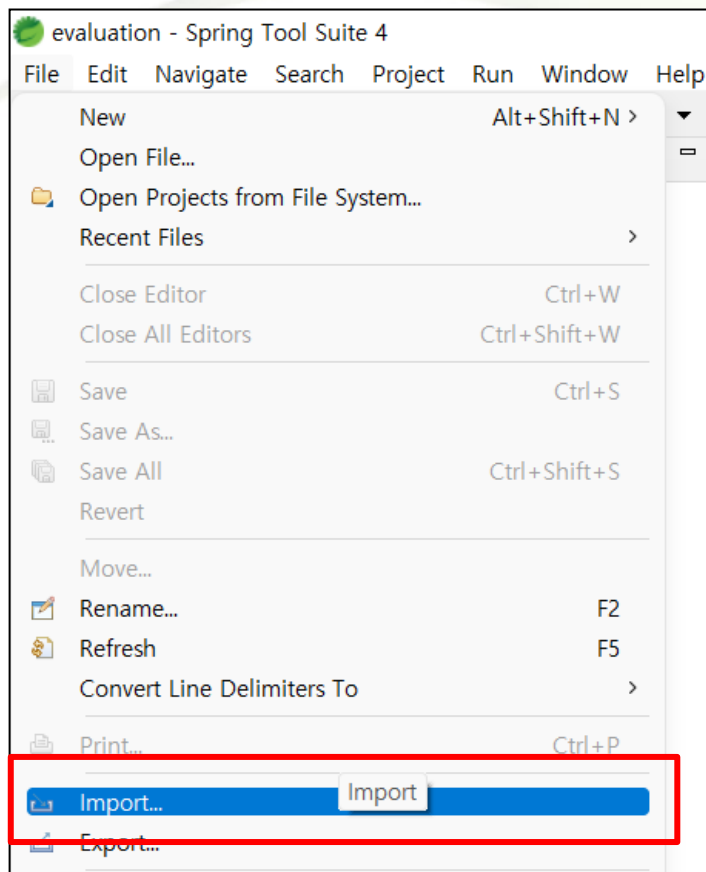 evaluation - Spring Tool Suite 4
File Edit Navigate Search Project Run Window Help
New Alt+Shift+N >
Open File...
Open Projects from File System...
Recent Files >
Close Editor Ctrl+W
Close All Editors Ctrl+Shift+W
Save Ctrl+S
Save As...
Save All Ctrl+Shift+S
Revert
Move...
Rename... F2
Refresh F5
Convert Line Delimiters To >
Print... Ctrl+P
Import... Import
Export...